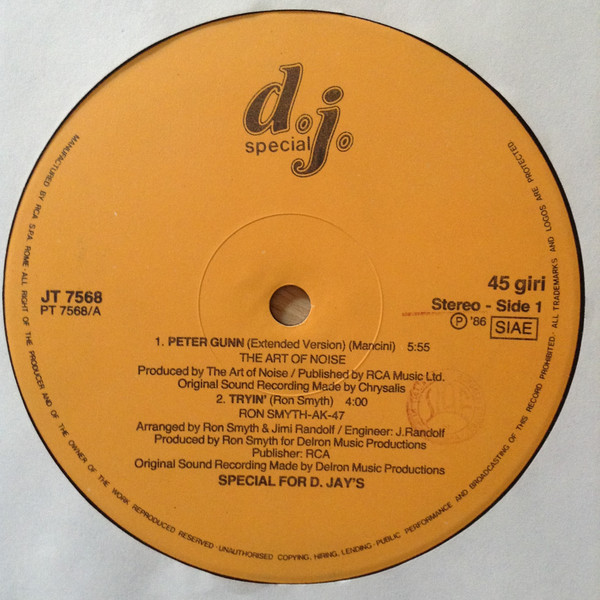 d.j.
special
JT 7568
PT 7568/A
45 giri
Stereo - Side 1
Ⓟ '86 SIAE
1. PETER GUNN (Extended Version) (Mancini) 5:55
THE ART OF NOISE
Produced by The Art of Noise / Published by RCA Music Ltd.
Original Sound Recording Made by Chrysalis
2. TRYIN' (Ron Smyth) 4:00
RON SMYTH-AK-47
Arranged by Ron Smyth & Jimi Randolf / Engineer: J.Randolf
Produced by Ron Smyth for Delron Music Productions
Publisher: RCA
Original Sound Recording Made by Delron Music Productions
SPECIAL FOR D. JAY'S
MANUFACTURED BY RCA S.P.A. ROME · ALL RIGHT OF THE PRODUCER AND OF THE OWNER OF THE WORK REPRODUCED RESERVED · UNAUTHORISED COPYING, HIRING, LENDING · PUBLIC PERFORMANCE AND BROADCASTING OF THIS RECORD PROHIBITED · ALL TRADEMARKS AND LOGOS ARE PROTECTED